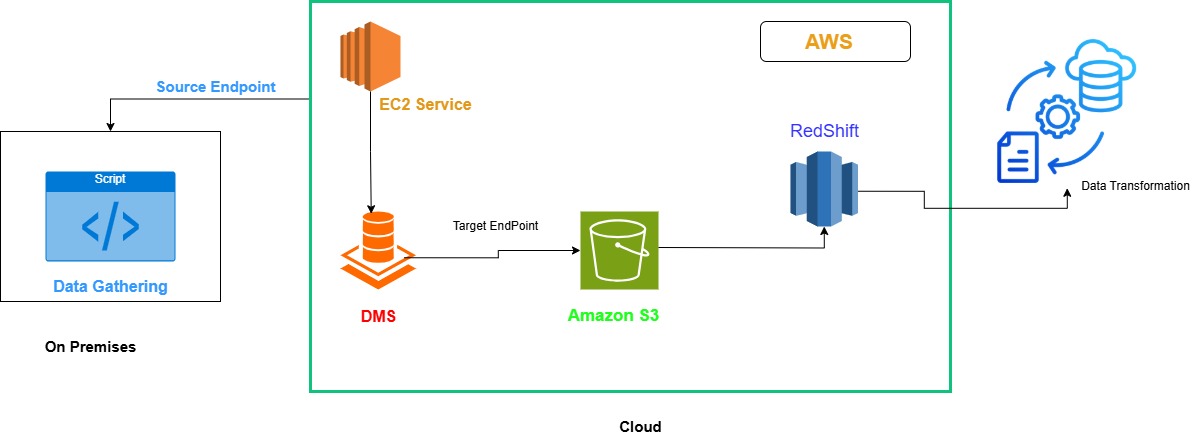 AWS
Source Endpoint
EC2 Service
RedShift
Script
</>
Data Transformation
Target EndPoint
Data Gathering
DMS
Amazon S3
On Premises
Cloud